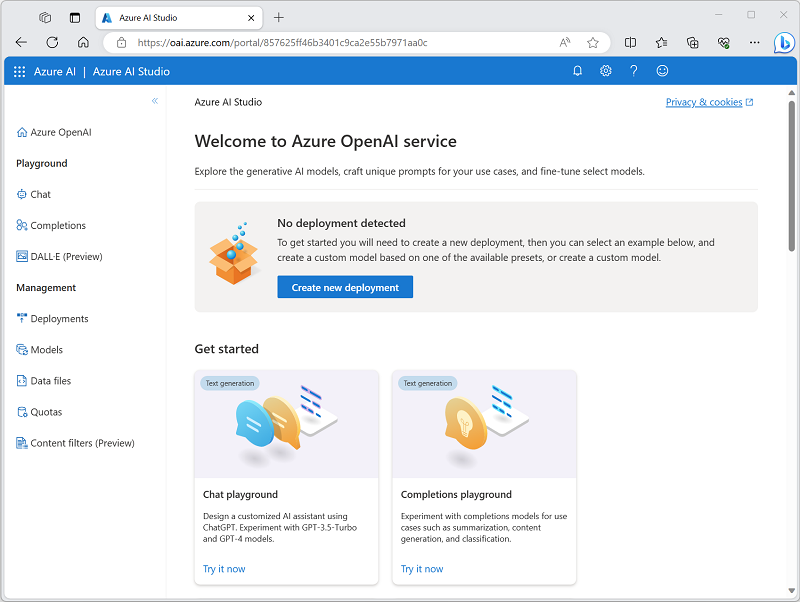 Azure AI Studio
https://oai.azure.com/portal/857625ff46b3401c9ca2e55b7971aa0c
Azure AI | Azure AI Studio
Azure AI Studio
Privacy & cookies
Azure OpenAI
Playground
Chat
Completions
DALL·E (Preview)
Management
Deployments
Models
Data files
Quotas
Content filters (Preview)
Welcome to Azure OpenAI service
Explore the generative AI models, craft unique prompts for your use cases, and fine-tune select models.
No deployment detected
To get started you will need to create a new deployment, then you can select an example below, and
create a custom model based on one of the available presets, or create a custom model.
Create new deployment
Get started
Text generation
Chat playground
Design a customized AI assistant using
ChatGPT. Experiment with GPT-3.5-Turbo
and GPT-4 models.
Try it now
Text generation
Completions playground
Experiment with completions models for use
cases such as summarization, content
generation, and classification.
Try it now